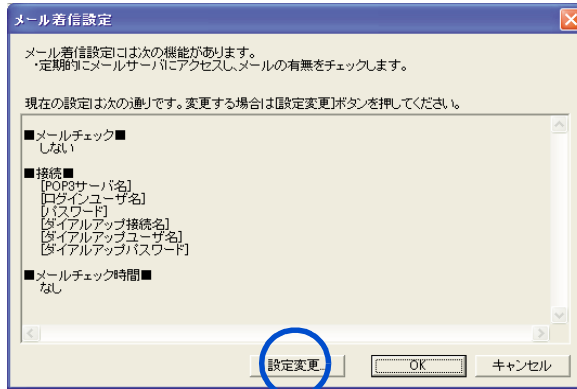 メール着信設定
メール着信設定には次の機能があります。
・定期的にメールサーバにアクセスし、メールの有無をチェックします。
現在の設定は次の通りです。変更する場合は[設定変更]ボタンを押してください。
■メールチェック■
しない
■接続■
[POP3サーバ名]
[ログインユーザ名]
[パスワード]
[ダイアルアップ接続名]
[ダイアルアップユーザ名]
[ダイアルアップパスワード]
■メールチェック時間■
なし
設定変更... OK キャンセル